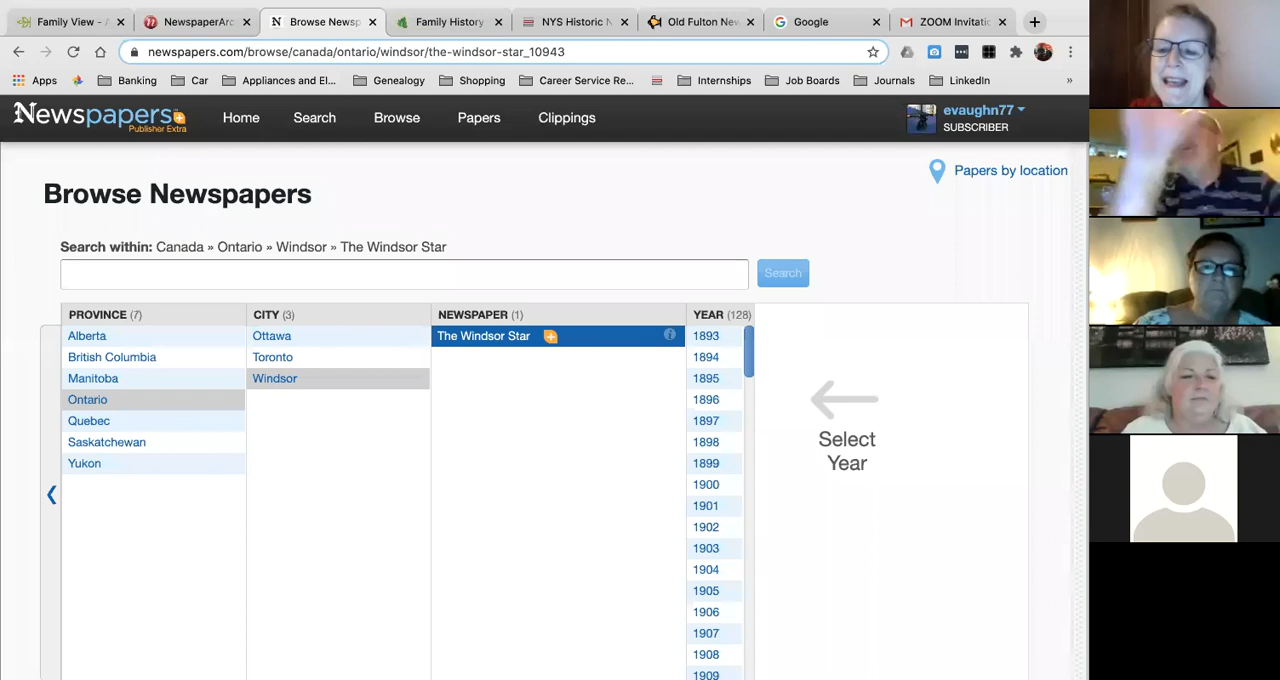 Family View - A
NewspaperArc
Browse Newsp
Family History
NYS Historic N
Old Fulton New
Google
ZOOM Invitatio
newspapers.com/browse/canada/ontario/windsor/the-windsor-star_10943
Apps
Banking
Car
Appliances and El...
Genealogy
Shopping
Career Service Re...
Internships
Job Boards
Journals
LinkedIn
»
Newspapers
Publisher Extra
Home
Search
Browse
Papers
Clippings
evaughn77
SUBSCRIBER
Papers by location
Browse Newspapers
Search within: Canada » Ontario » Windsor » The Windsor Star
Search
PROVINCE (7)
Alberta
British Columbia
Manitoba
Ontario
Quebec
Saskatchewan
Yukon
CITY (3)
Ottawa
Toronto
Windsor
NEWSPAPER (1)
The Windsor Star
YEAR (128)
1893
1894
1895
1896
1897
1898
1899
1900
1901
1902
1903
1904
1905
1906
1907
1908
1909
Select
Year